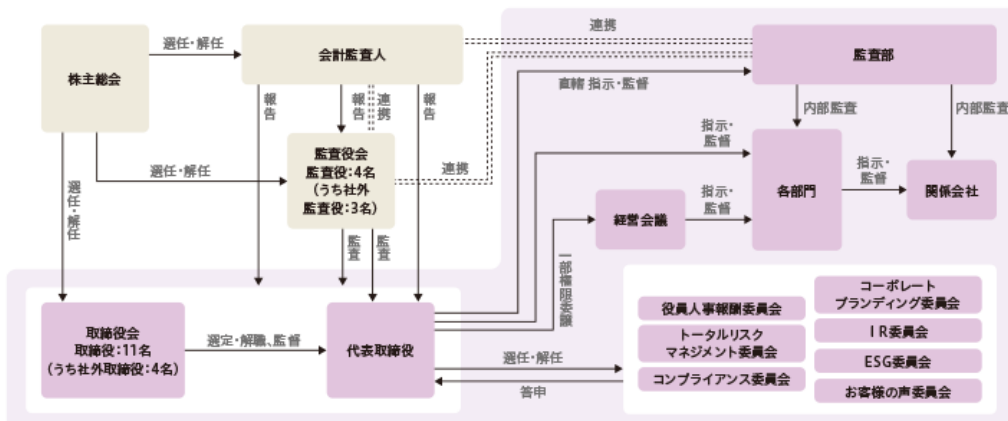 連携
選任・解任
会計監査人
監査部
株主総会
直轄 指示・監督
報告
報告
連携
報告
内部監査
内部監査
指示・
監督
監査役会
監査役：4名
（うち社外
監査役：3名）
選任・解任
連携
選任・解任
各部門
指示・
監督
関係会社
経営会議
指示・
監督
監査
監査
一部権限委譲
取締役会
取締役：11名
（うち社外取締役：4名）
選定・解職、監督
代表取締役
選任・解任
答申
役員人事報酬委員会
トータルリスク
マネジメント委員会
コンプライアンス委員会
コーポレート
ブランディング委員会
IR委員会
ESG委員会
お客様の声委員会